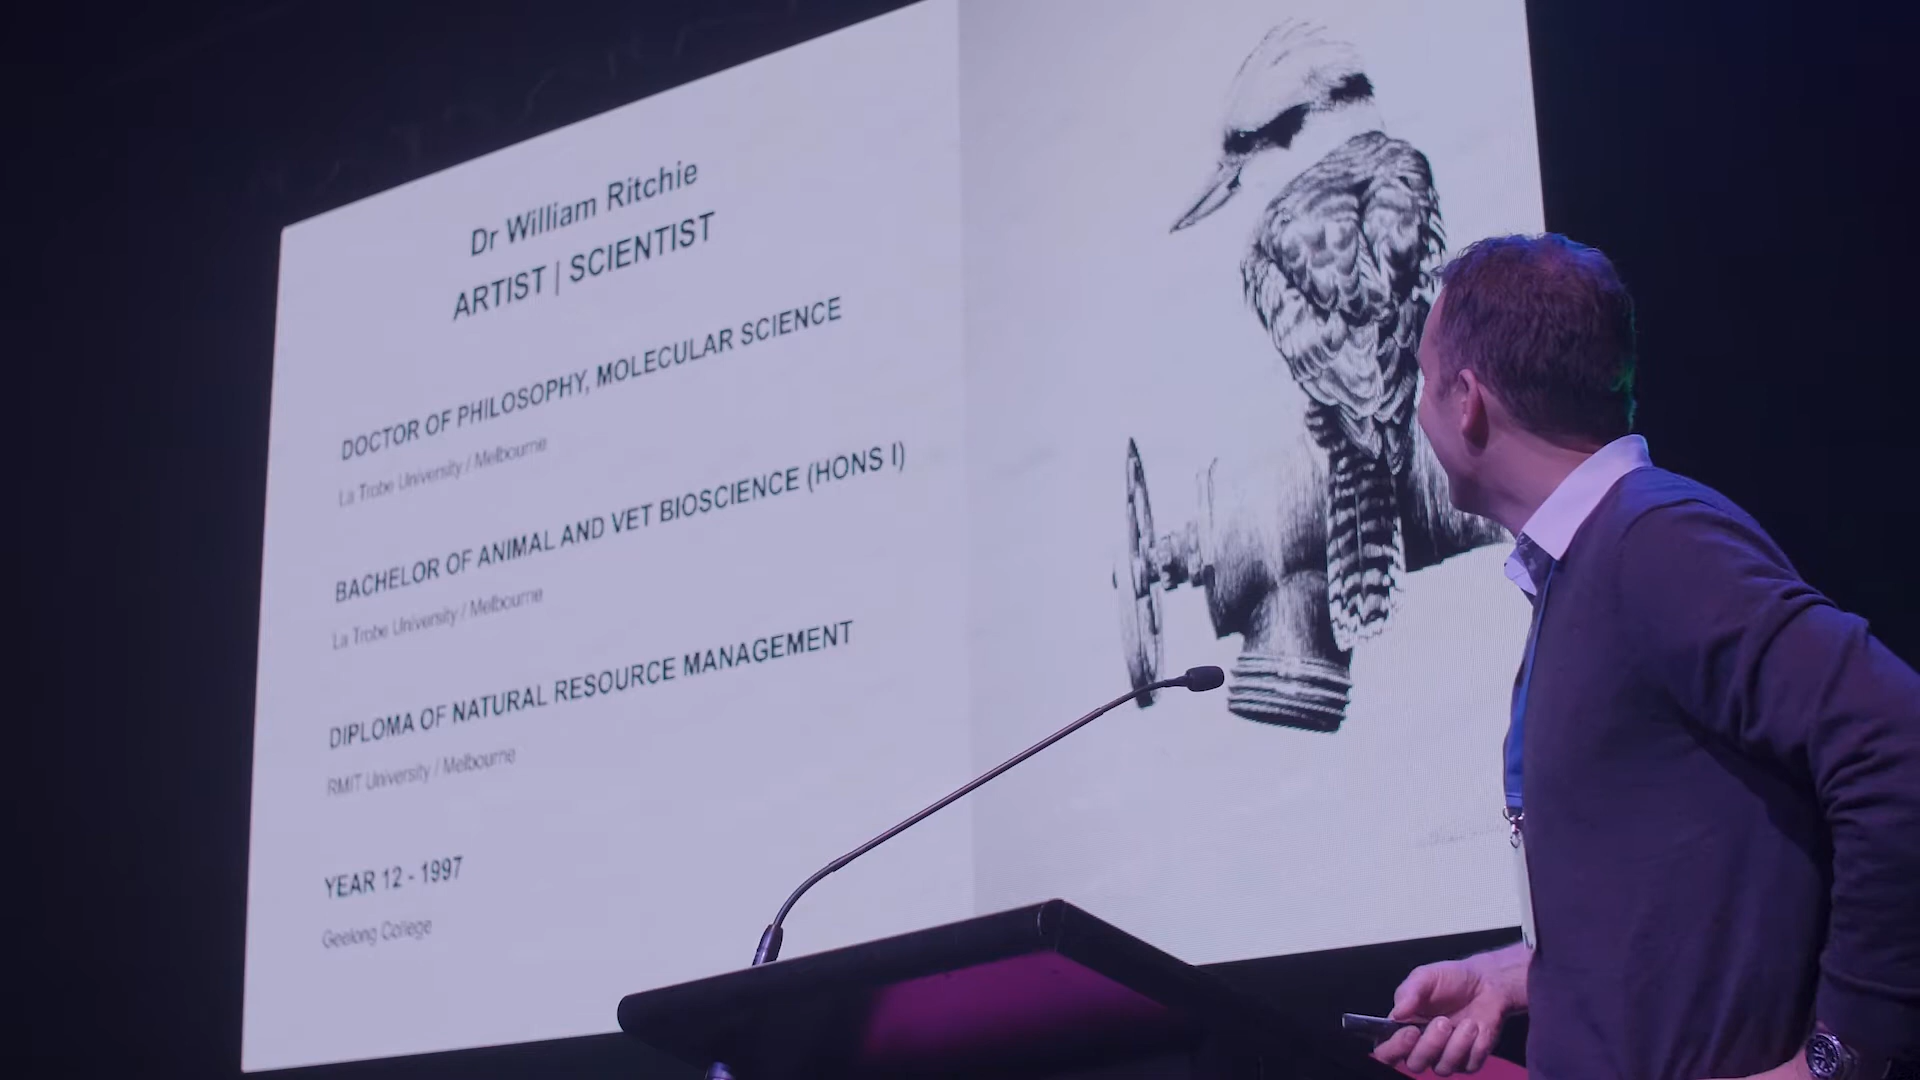 Dr William Ritchie
ARTIST | SCIENTIST
DOCTOR OF PHILOSOPHY, MOLECULAR SCIENCE
La Trobe University / Melbourne
BACHELOR OF ANIMAL AND VET BIOSCIENCE (HONS I)
La Trobe University / Melbourne
DIPLOMA OF NATURAL RESOURCE MANAGEMENT
RMIT University / Melbourne
YEAR 12 - 1997
Geelong College